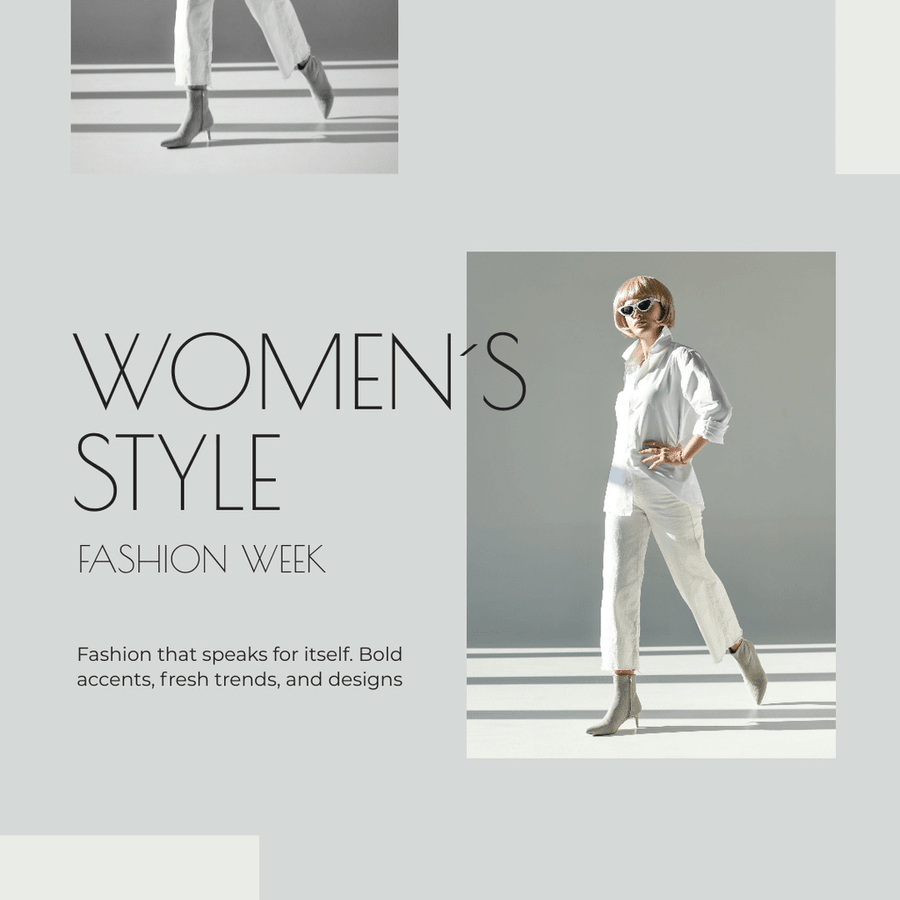 WOMEN´S
STYLE
FASHION WEEK
Fashion that speaks for itself. Bold
accents, fresh trends, and designs